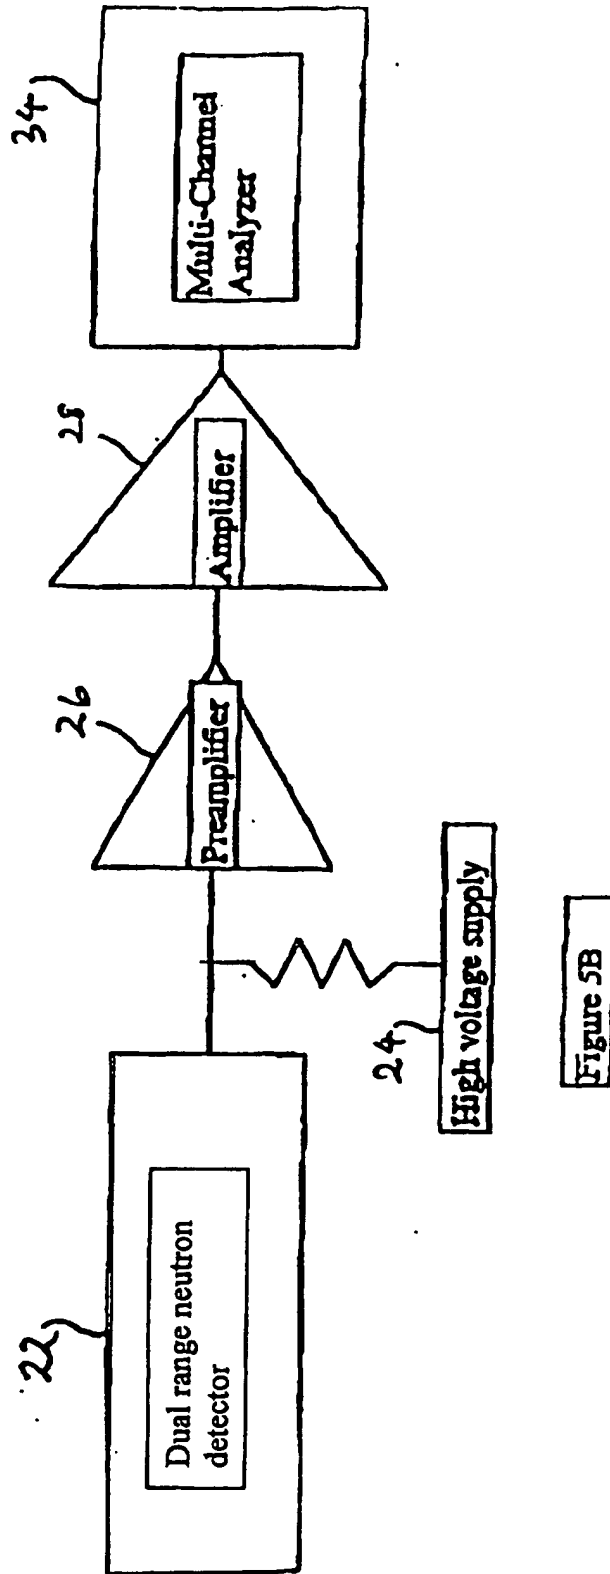 22
Dual range neutron
detector
24
High voltage supply
26
Preamplifier
28
Amplifier
34
Multi-Channel
Analyzer
Figure 5B